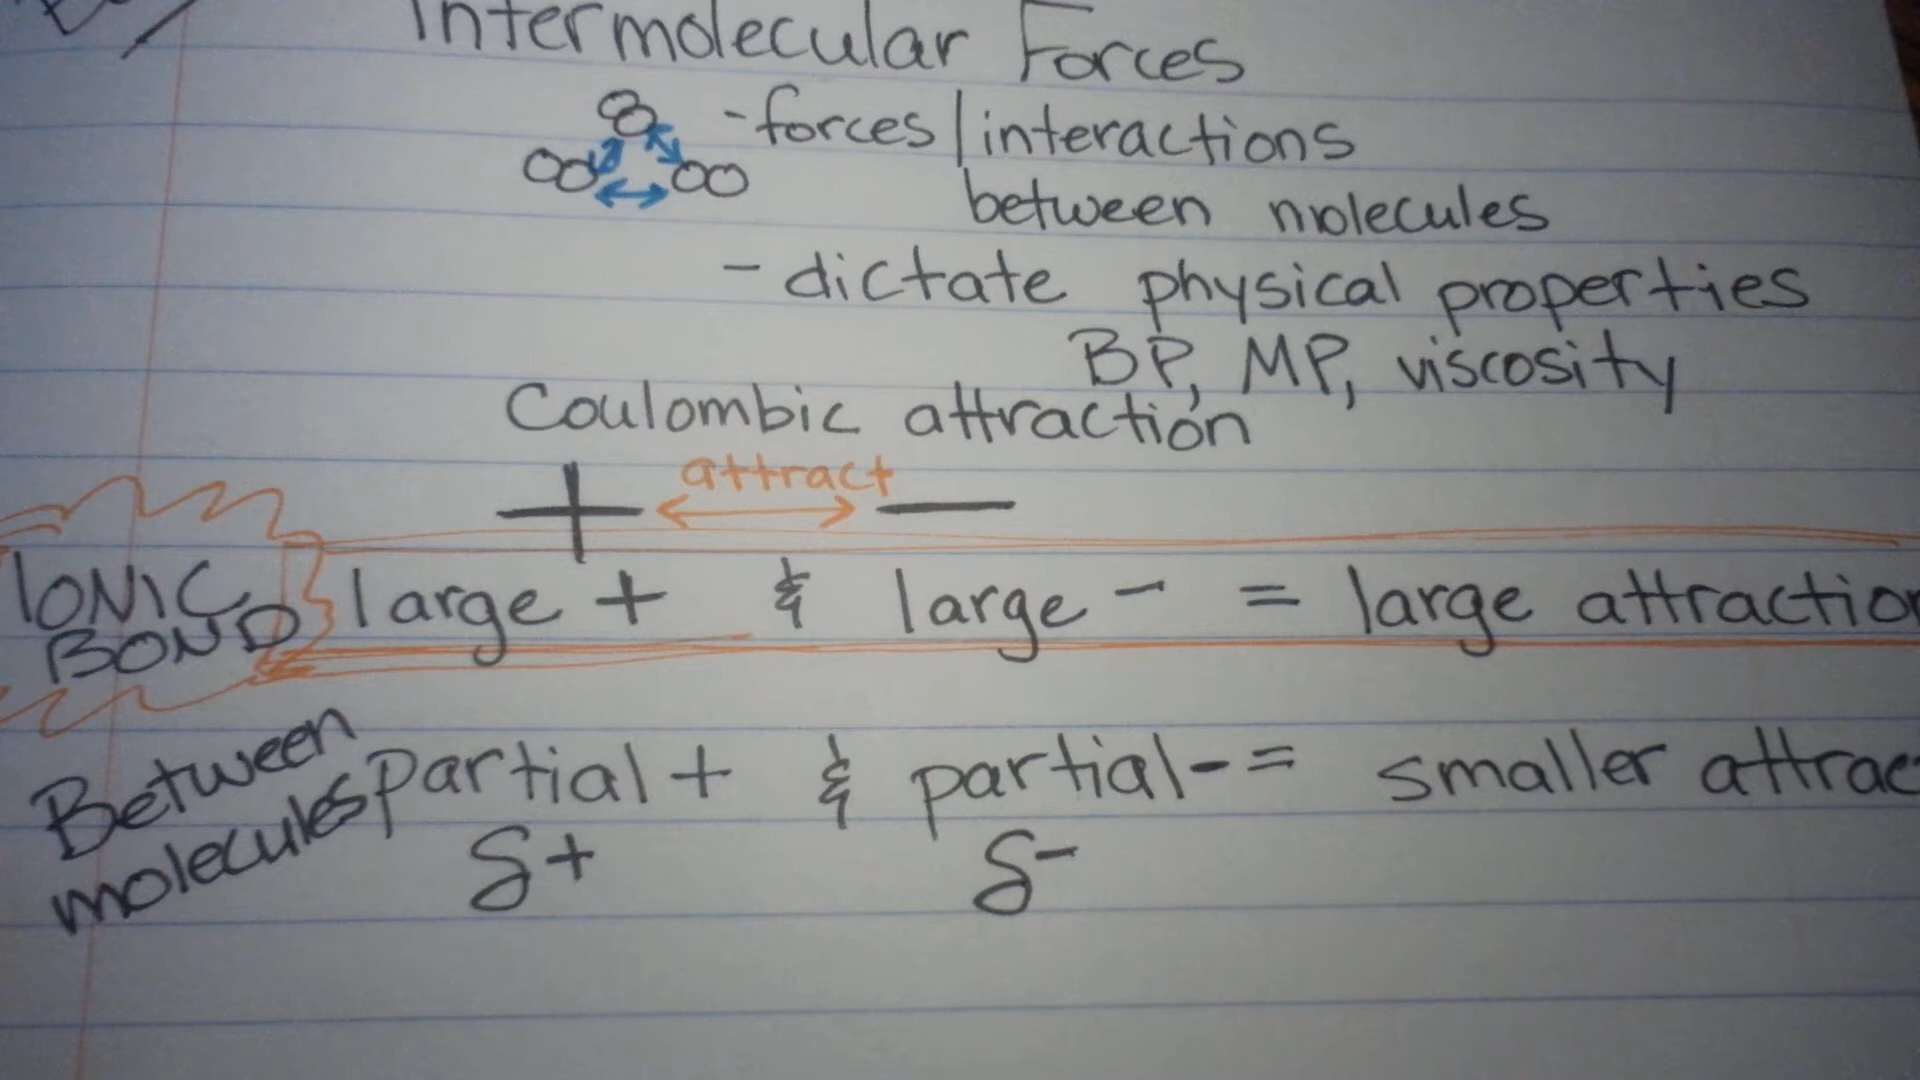 Intermolecular Forces
-forces/interactions
between molecules
- dictate physical properties
BP, MP, viscosity
Coulombic attraction
+ attract −
IONIC BOND large + & large - = large attraction
Between molecules partial + & partial - = smaller attrac
δ+ δ-